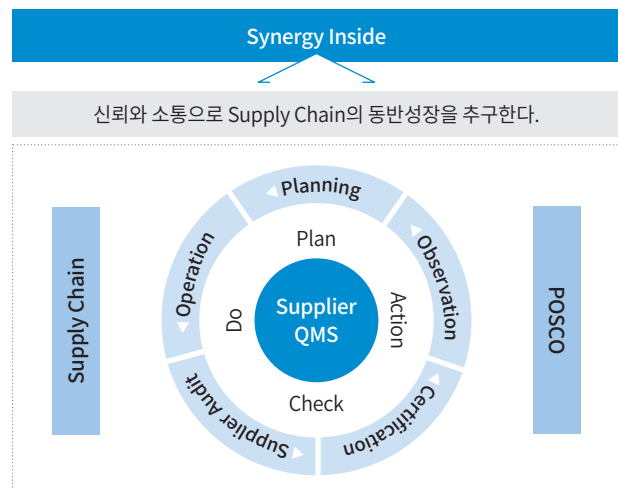 Synergy Inside
신뢰와 소통으로 Supply Chain의 동반성장을 추구한다.
Planning
Operation
Observation
Plan
Do
Action
Supplier
QMS
Check
Supplier Audit
Certification
Supply Chain
POSCO